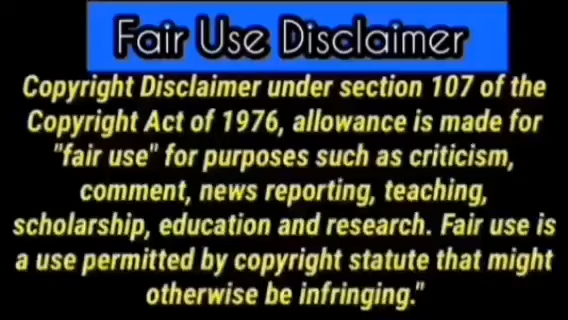 Fair Use Disclaimer
Copyright Disclaimer under section 107 of the
Copyright Act of 1976, allowance is made for
"fair use" for purposes such as criticism,
comment, news reporting, teaching,
scholarship, education and research. Fair use is
a use permitted by copyright statute that might
otherwise be infringing."